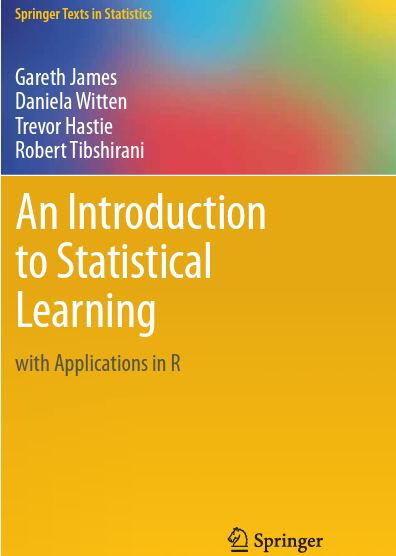 Springer Texts in Statistics
Gareth James
Daniela Witten
Trevor Hastie
Robert Tibshirani
An Introduction
to Statistical
Learning
with Applications in R
Springer